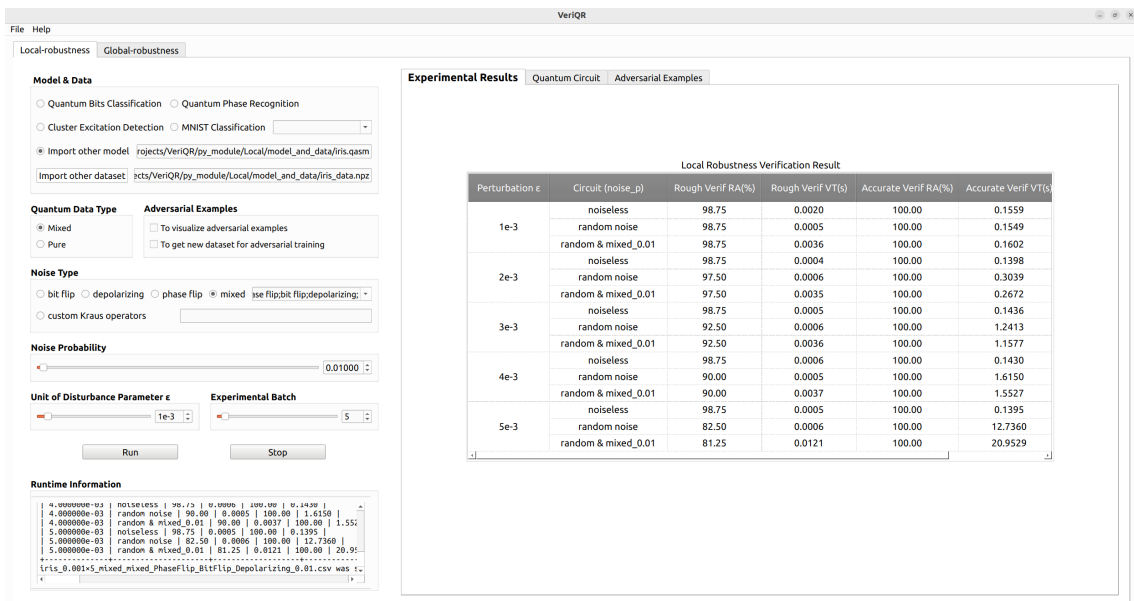 VeriQR
File Help
Local-robustness Global-robustness
Model & Data
Quantum Bits Classification Quantum Phase Recognition
Cluster Excitation Detection MNIST Classification
Import other model rojects/VeriQR/py_module/Local/model_and_data/iris.qasm
Import other dataset ects/VeriQR/py_module/Local/model_and_data/iris_data.npz
Quantum Data Type Adversarial Examples
Mixed To visualize adversarial examples
Pure To get new dataset for adversarial training
Noise Type
bit flip depolarizing phase flip mixed ase flip;bit flip;depolarizing;
custom Kraus operators
Noise Probability
0.01000
Unit of Disturbance Parameter ε Experimental Batch
1e-3 5
Run Stop
Runtime Information
| 4.000000e-03 | noiseless | 98.75 | 0.0006 | 100.00 | 0.1430 |
| 4.000000e-03 | random noise | 90.00 | 0.0005 | 100.00 | 1.6150 |
| 4.000000e-03 | random & mixed_0.01 | 90.00 | 0.0037 | 100.00 | 1.552
| 5.000000e-03 | noiseless | 98.75 | 0.0005 | 100.00 | 0.1395 |
| 5.000000e-03 | random noise | 82.50 | 0.0006 | 100.00 | 12.7360 |
| 5.000000e-03 | random & mixed_0.01 | 81.25 | 0.0121 | 100.00 | 20.95
iris_0.001×5_mixed_mixed_PhaseFlip_BitFlip_Depolarizing_0.01.csv was s
Experimental Results Quantum Circuit Adversarial Examples
Local Robustness Verification Result
Perturbation ε Circuit (noise_p) Rough Verif RA(%) Rough Verif VT(s) Accurate Verif RA(%) Accurate Verif VT(s)
noiseless 98.75 0.0020 100.00 0.1559
1e-3 random noise 98.75 0.0005 100.00 0.1549
random & mixed_0.01 98.75 0.0036 100.00 0.1602
noiseless 98.75 0.0004 100.00 0.1398
2e-3 random noise 97.50 0.0006 100.00 0.3039
random & mixed_0.01 97.50 0.0035 100.00 0.2672
noiseless 98.75 0.0005 100.00 0.1436
3e-3 random noise 92.50 0.0006 100.00 1.2413
random & mixed_0.01 92.50 0.0036 100.00 1.1577
noiseless 98.75 0.0006 100.00 0.1430
4e-3 random noise 90.00 0.0005 100.00 1.6150
random & mixed_0.01 90.00 0.0037 100.00 1.5527
noiseless 98.75 0.0005 100.00 0.1395
5e-3 random noise 82.50 0.0006 100.00 12.7360
random & mixed_0.01 81.25 0.0121 100.00 20.9529